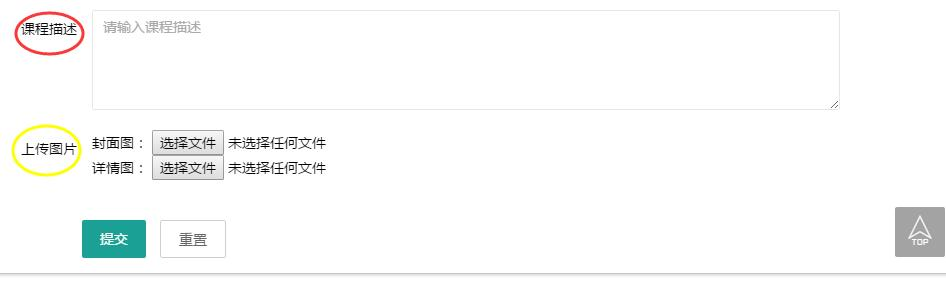 课程描述 请输入课程描述
上传图片 封面图： 选择文件 未选择任何文件
详情图： 选择文件 未选择任何文件
提交 重置
TOP